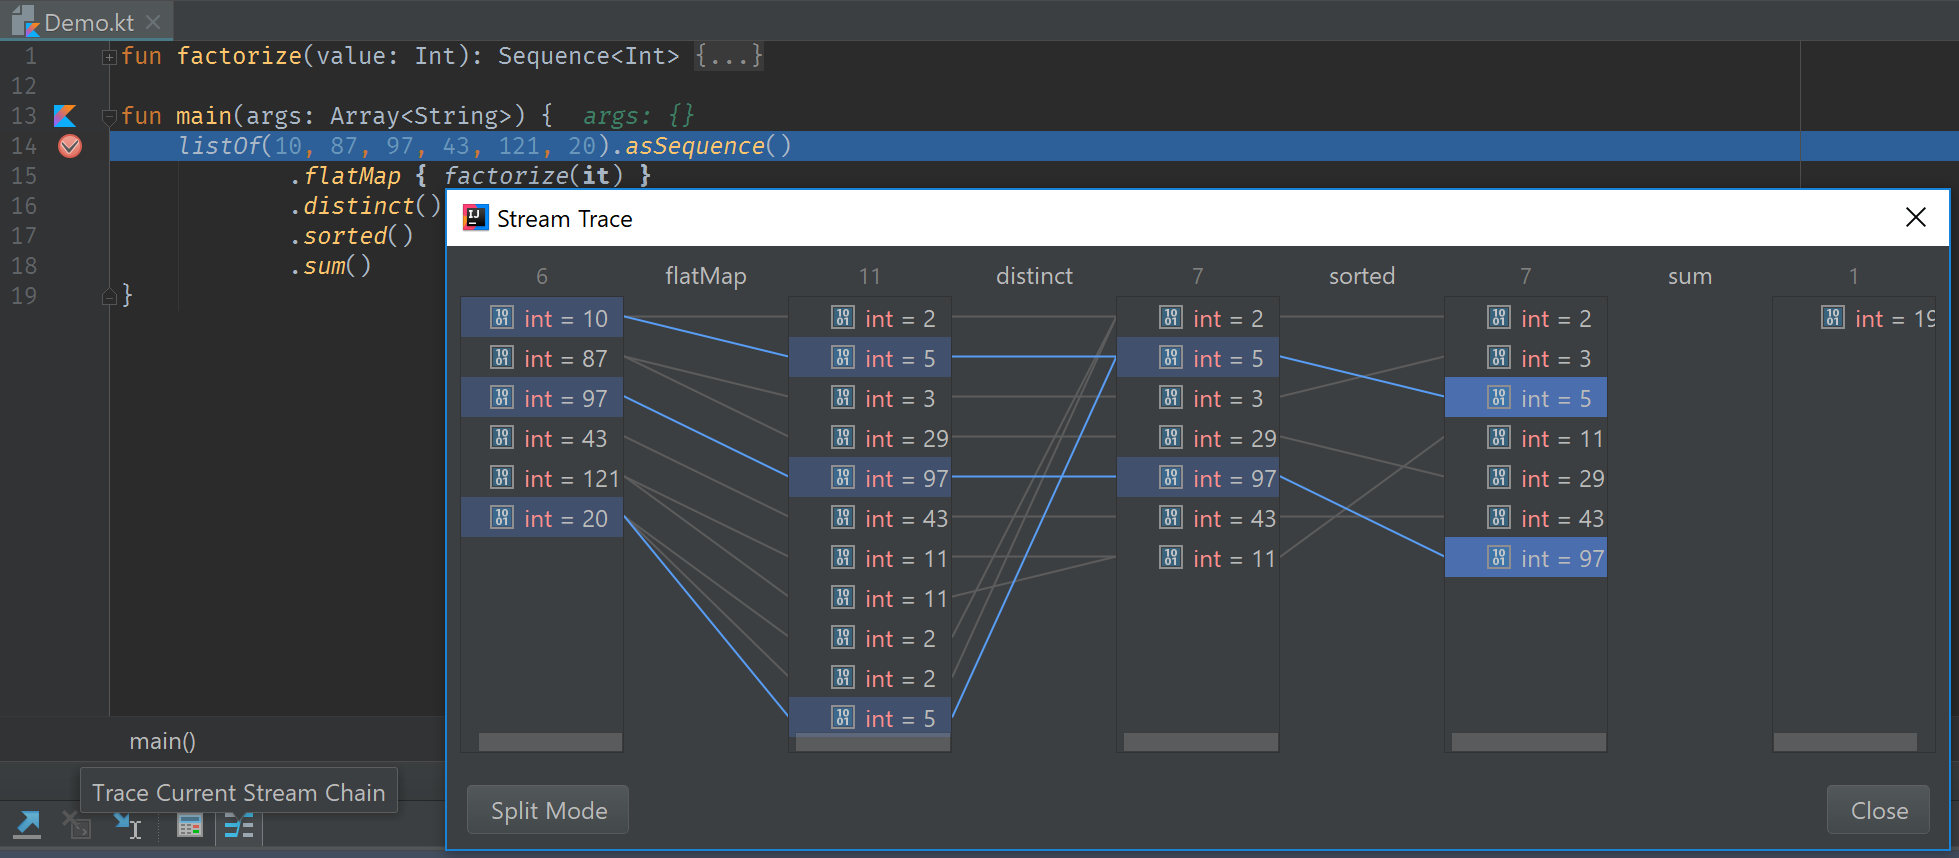 Demo.kt
1 fun factorize(value: Int): Sequence<Int> {...}
12
13 fun main(args: Array<String>) { args: {}
14 listOf(10, 87, 97, 43, 121, 20).asSequence()
15 .flatMap { factorize(it) }
16 .distinct()
17 .sorted()
18 .sum()
19 }
Stream Trace
6 flatMap 11 distinct 7 sorted 7 sum 1
int = 10 int = 2 int = 2 int = 2 int = 19
int = 87 int = 5 int = 5 int = 3
int = 97 int = 3 int = 3 int = 5
int = 43 int = 29 int = 29 int = 11
int = 121 int = 97 int = 97 int = 29
int = 20 int = 43 int = 43 int = 43
int = 11 int = 11 int = 97
int = 11
int = 2
int = 2
int = 5
main()
Trace Current Stream Chain
Split Mode
Close